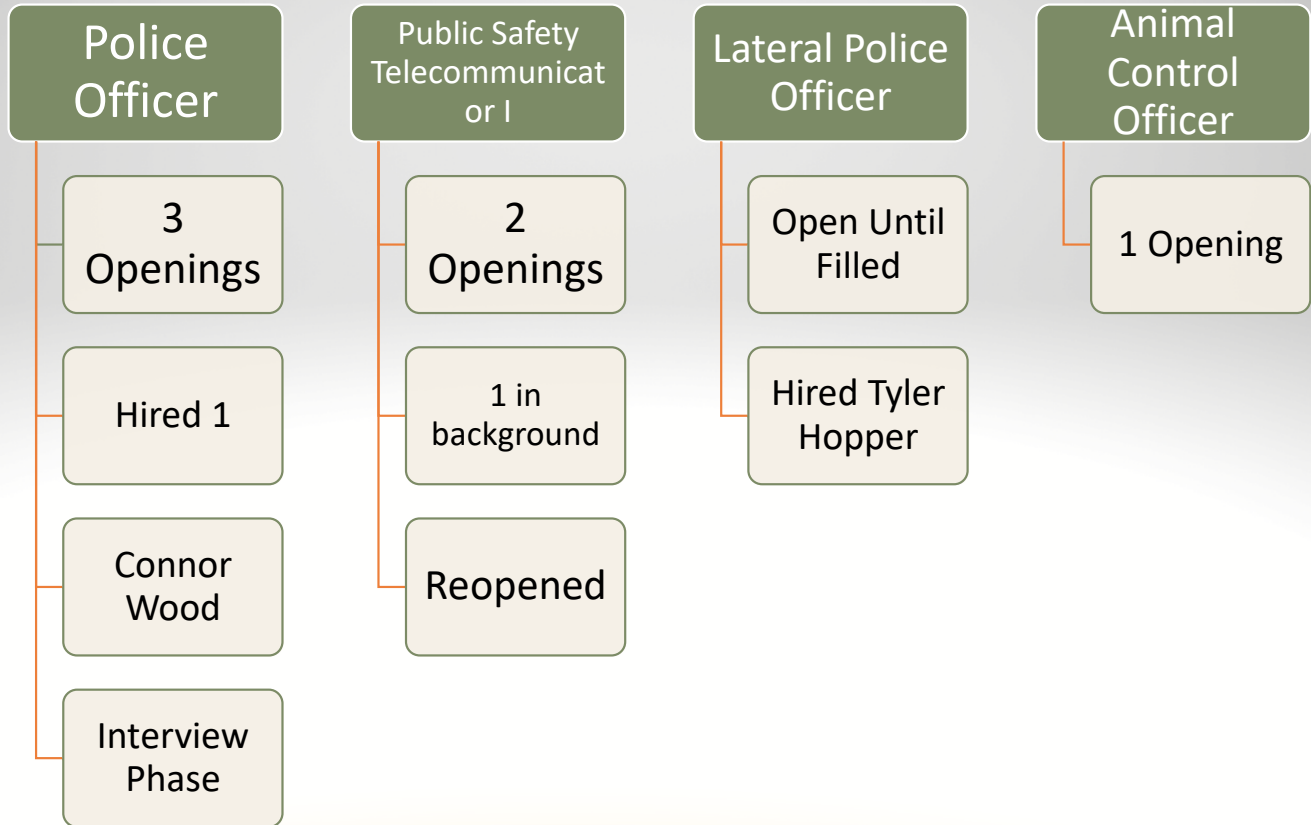 Police
Officer
3
Openings
Hired 1
Connor
Wood
Interview
Phase
Public Safety
Telecommunicat
or I
2
Openings
1 in
background
Reopened
Lateral Police
Officer
Open Until
Filled
Hired Tyler
Hopper
Animal
Control
Officer
1 Opening